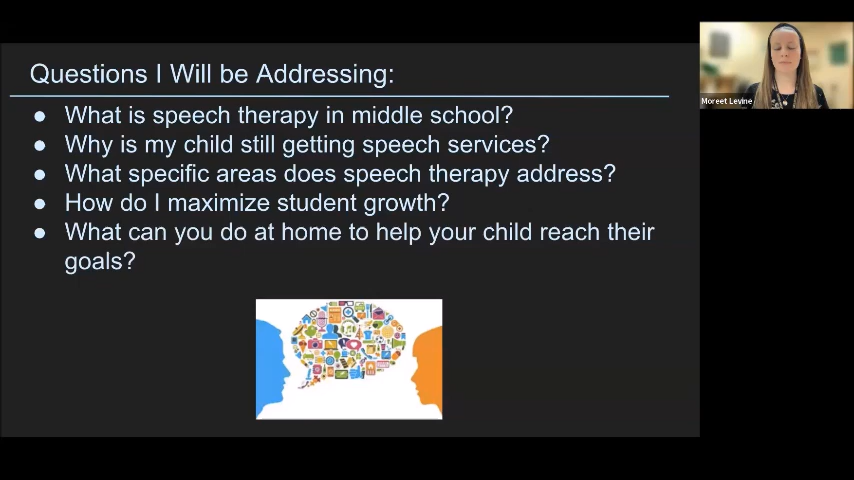 Questions I Will be Addressing:
● What is speech therapy in middle school?
● Why is my child still getting speech services?
● What specific areas does speech therapy address?
● How do I maximize student growth?
● What can you do at home to help your child reach their
goals?
Moreet Levine